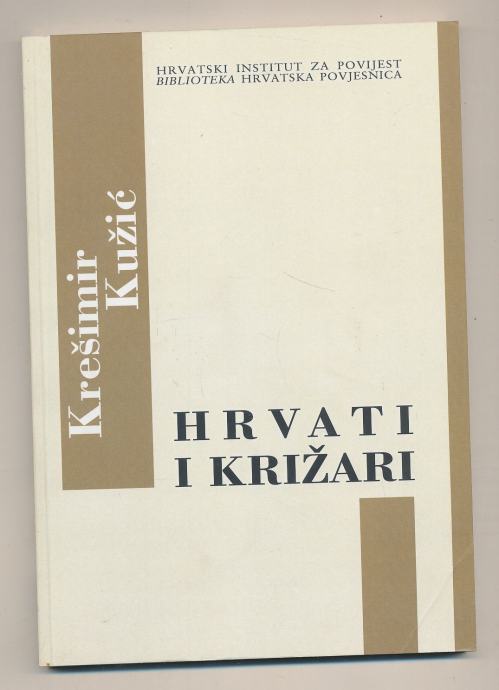 HRVATSKI INSTITUT ZA POVIJEST
BIBLIOTEKA HRVATSKA POVJESNICA
Krešimir
Kužić
HRVATI
I KRIŽARI